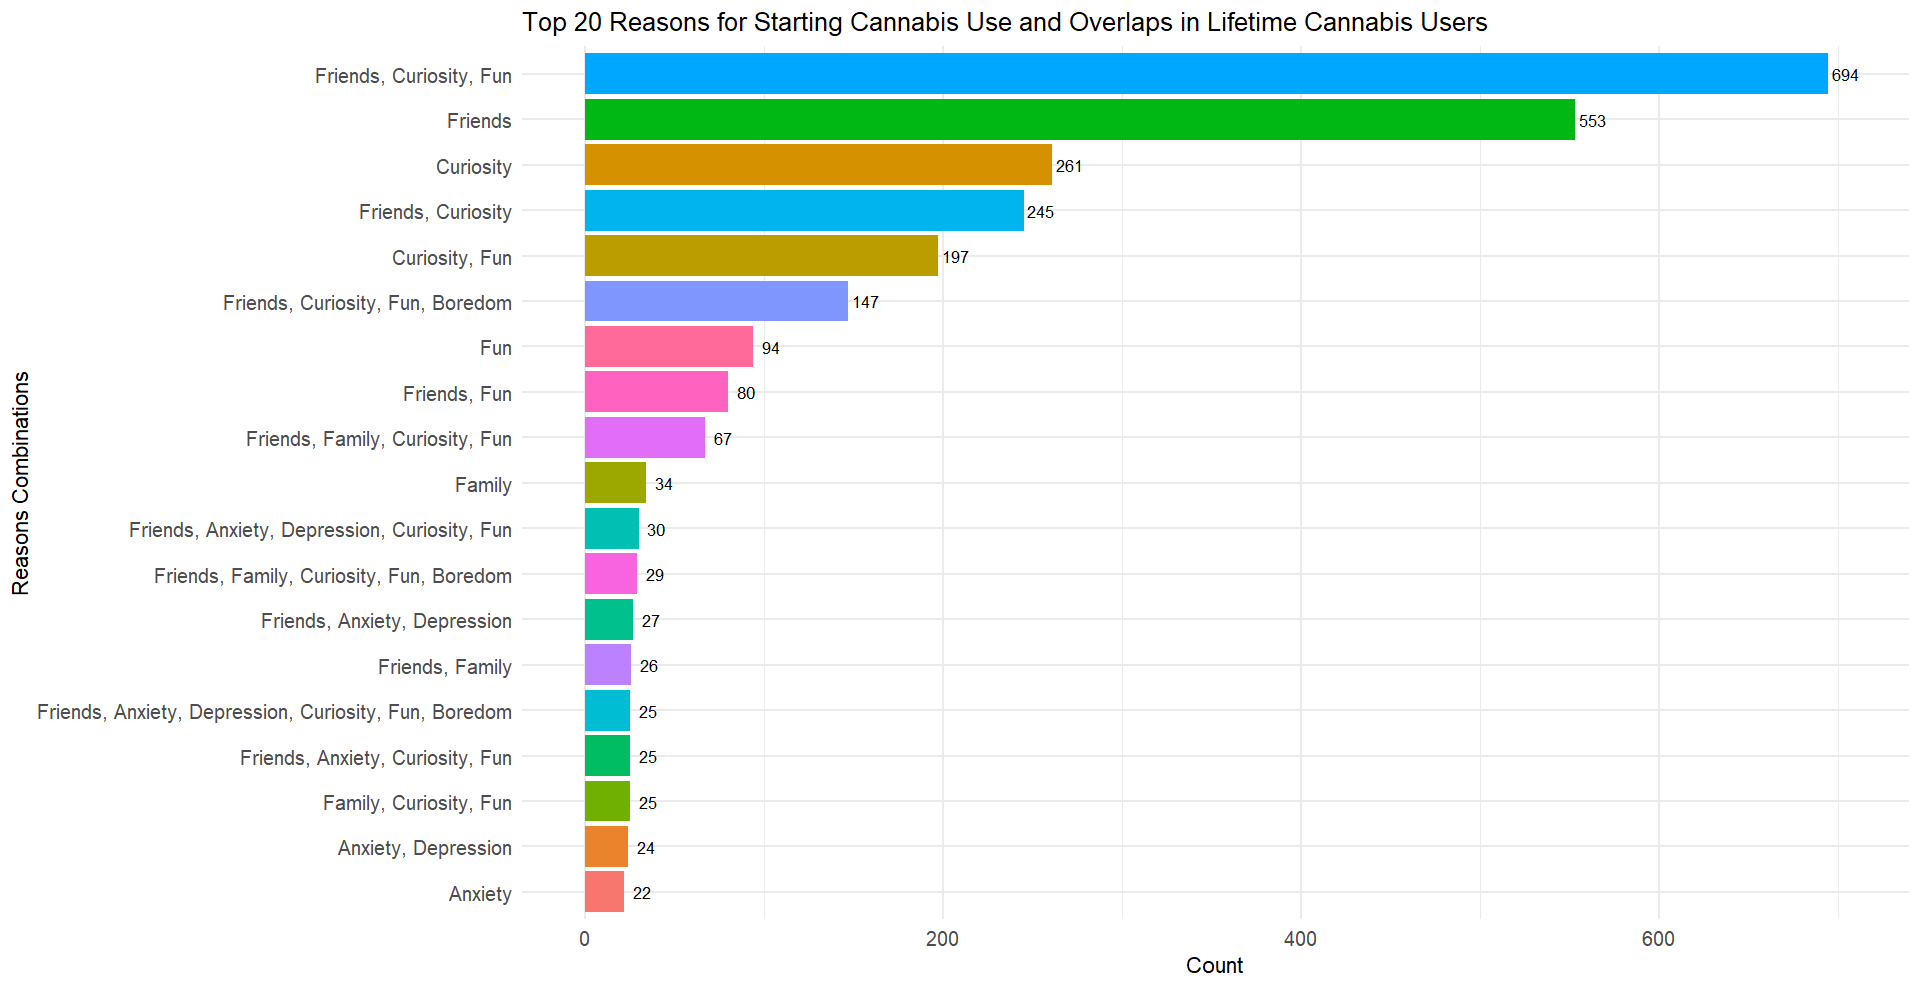 Top 20 Reasons for Starting Cannabis Use and Overlaps in Lifetime Cannabis Users
Reasons Combinations
Friends, Curiosity, Fun 694
Friends 553
Curiosity 261
Friends, Curiosity 245
Curiosity, Fun 197
Friends, Curiosity, Fun, Boredom 147
Fun 94
Friends, Fun 80
Friends, Family, Curiosity, Fun 67
Family 34
Friends, Anxiety, Depression, Curiosity, Fun 30
Friends, Family, Curiosity, Fun, Boredom 29
Friends, Anxiety, Depression 27
Friends, Family 26
Friends, Anxiety, Depression, Curiosity, Fun, Boredom 25
Friends, Anxiety, Curiosity, Fun 25
Family, Curiosity, Fun 25
Anxiety, Depression 24
Anxiety 22
0 200 400 600
Count